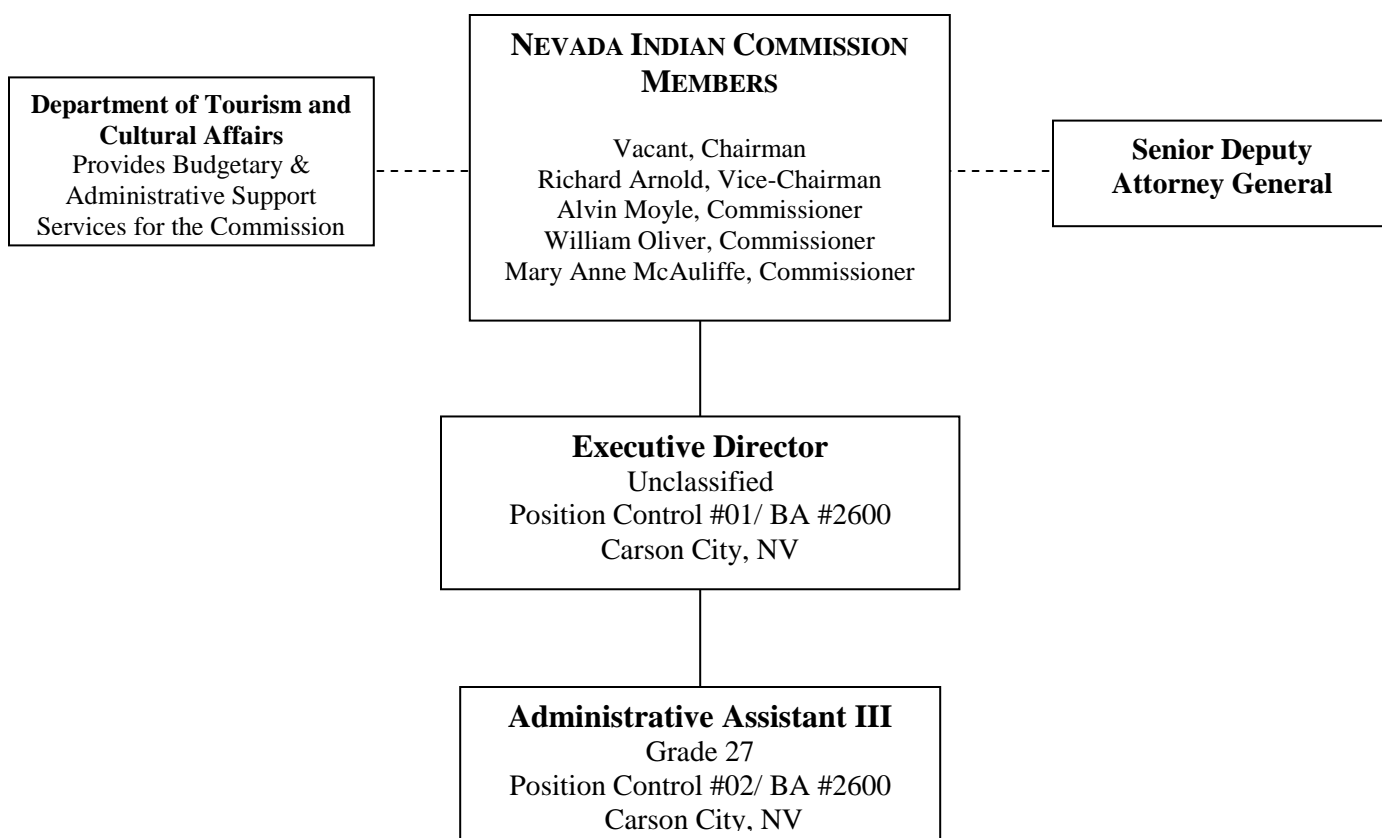 NEVADA INDIAN COMMISSION
MEMBERS
Vacant, Chairman
Richard Arnold, Vice-Chairman
Alvin Moyle, Commissioner
William Oliver, Commissioner
Mary Anne McAuliffe, Commissioner
Department of Tourism and
Cultural Affairs
Provides Budgetary &
Administrative Support
Services for the Commission
Senior Deputy
Attorney General
Executive Director
Unclassified
Position Control #01/ BA #2600
Carson City, NV
Administrative Assistant III
Grade 27
Position Control #02/ BA #2600
Carson City, NV